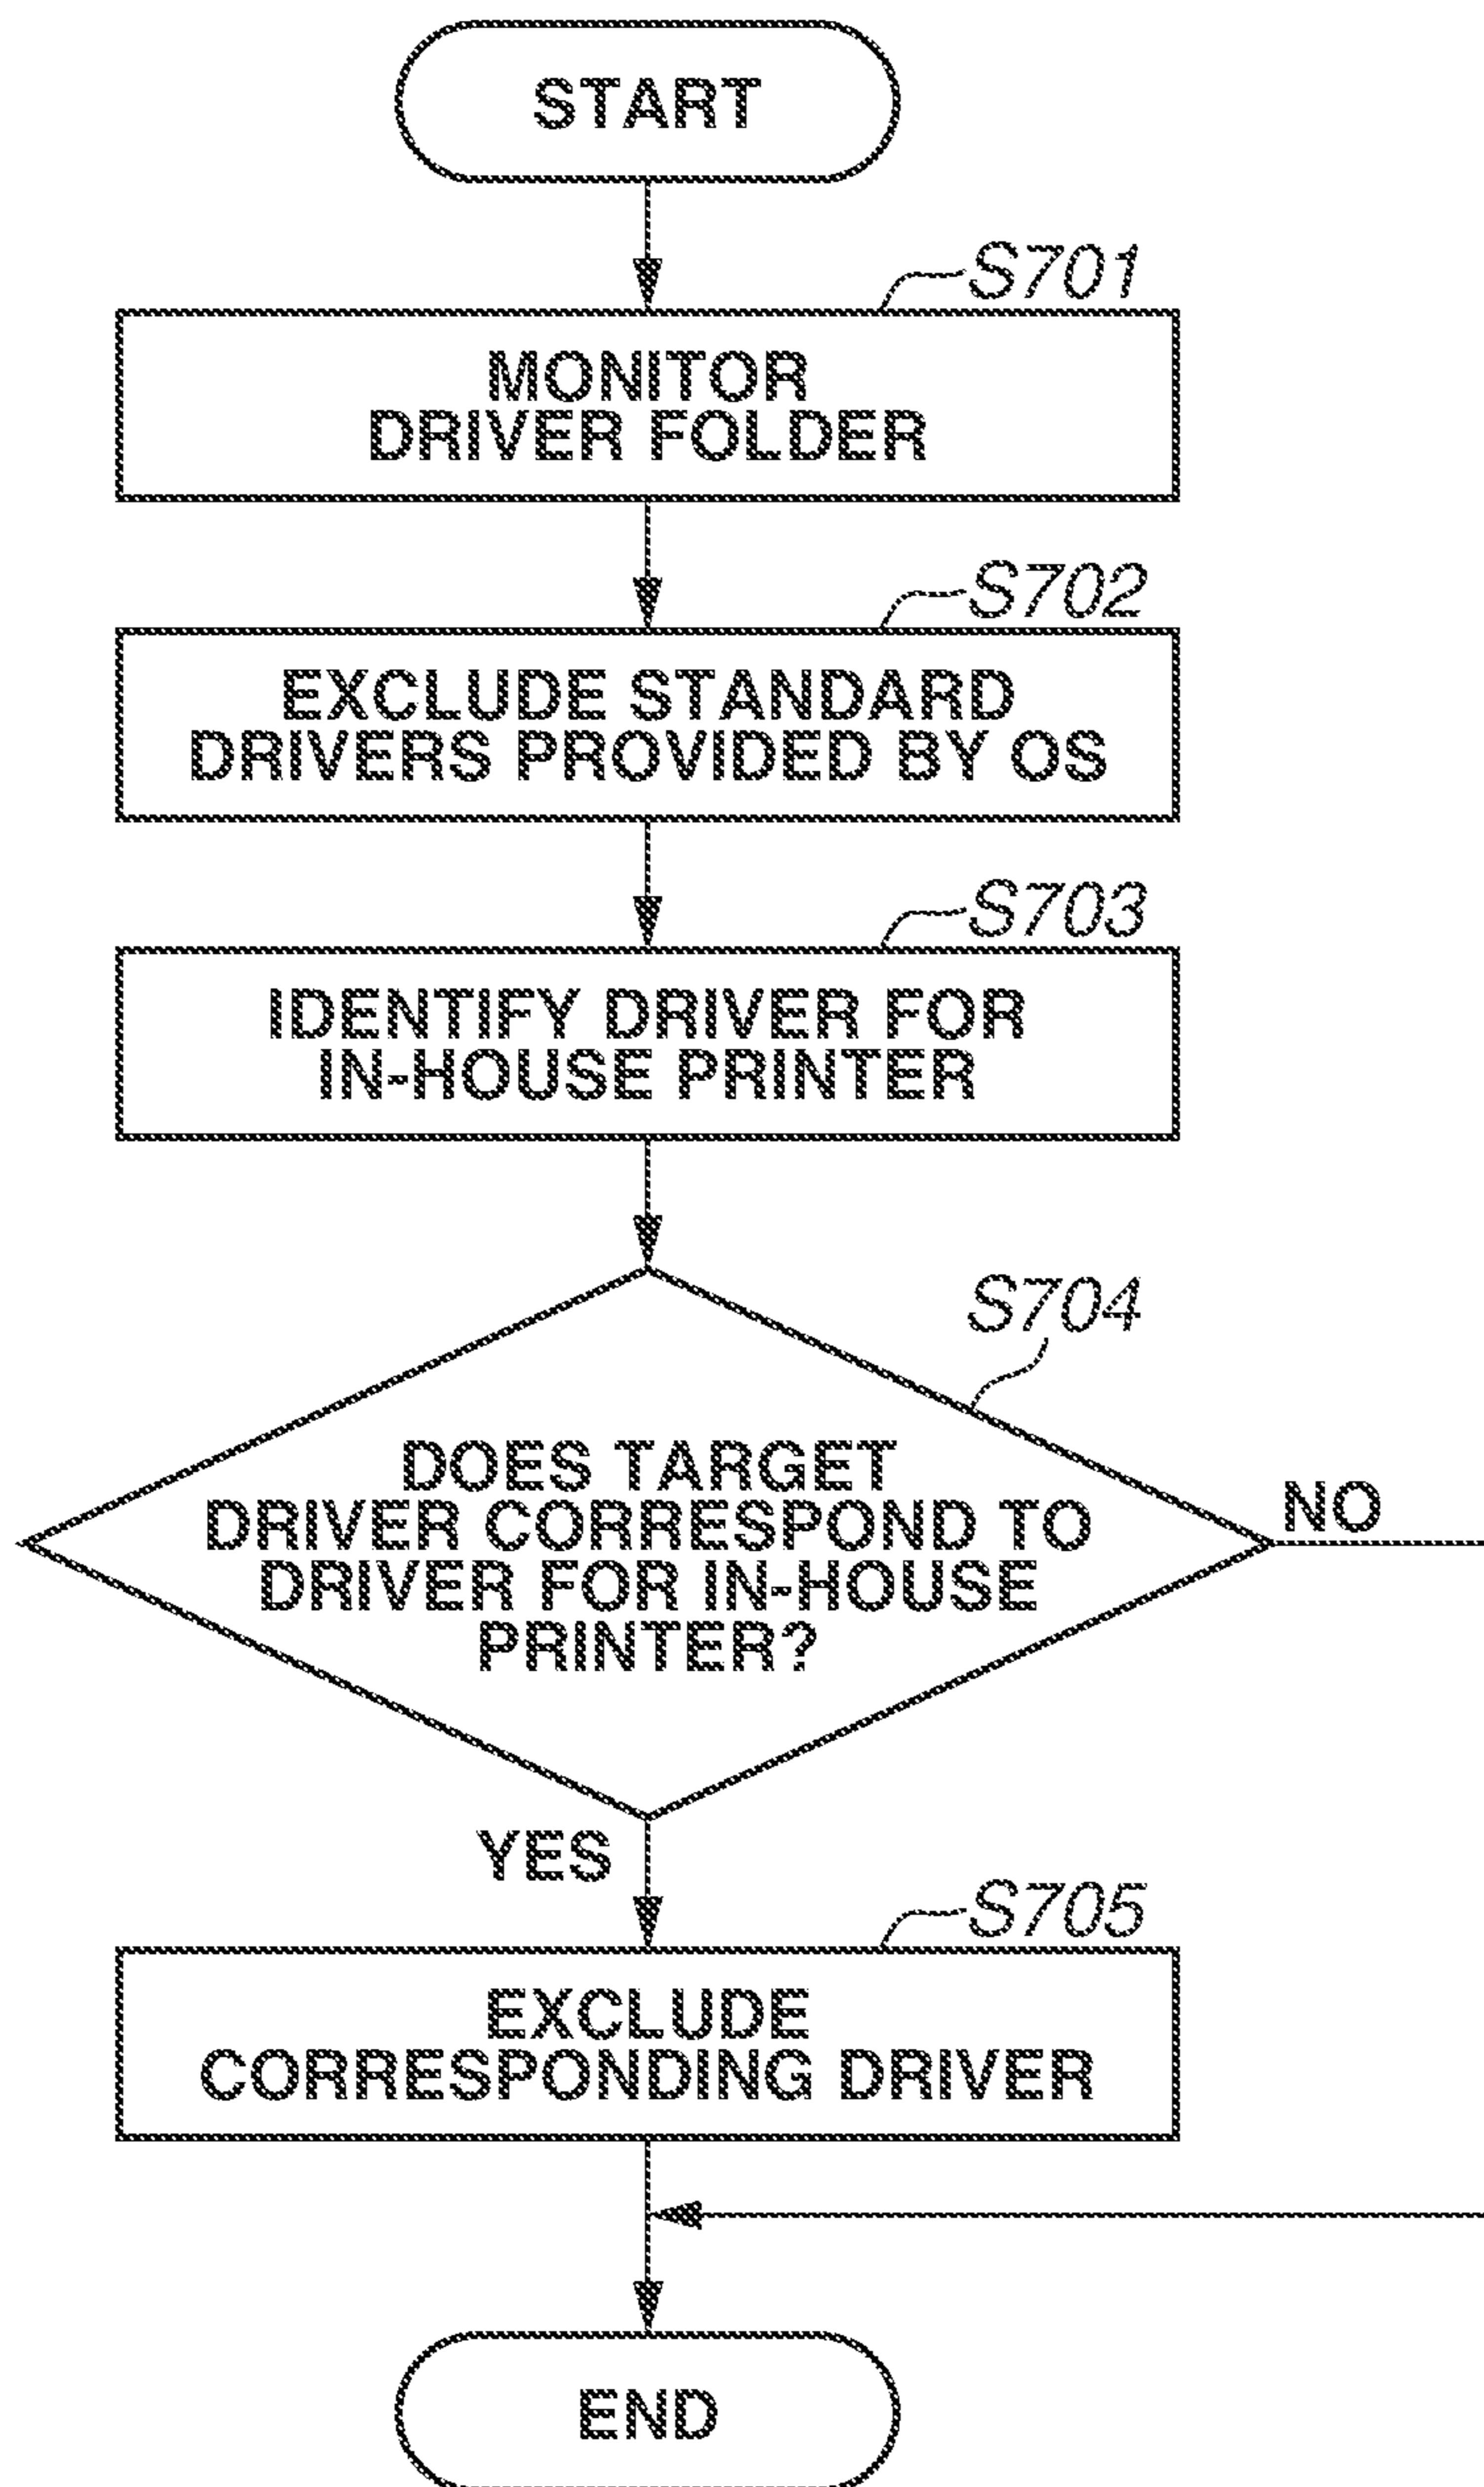 START
S701
MONITOR
DRIVER FOLDER
S702
EXCLUDE STANDARD
DRIVERS PROVIDED BY OS
S703
IDENTIFY DRIVER FOR
IN-HOUSE PRINTER
S704
DOES TARGET
DRIVER CORRESPOND TO
DRIVER FOR IN-HOUSE
PRINTER?
NO
YES
S705
EXCLUDE
CORRESPONDING DRIVER
END